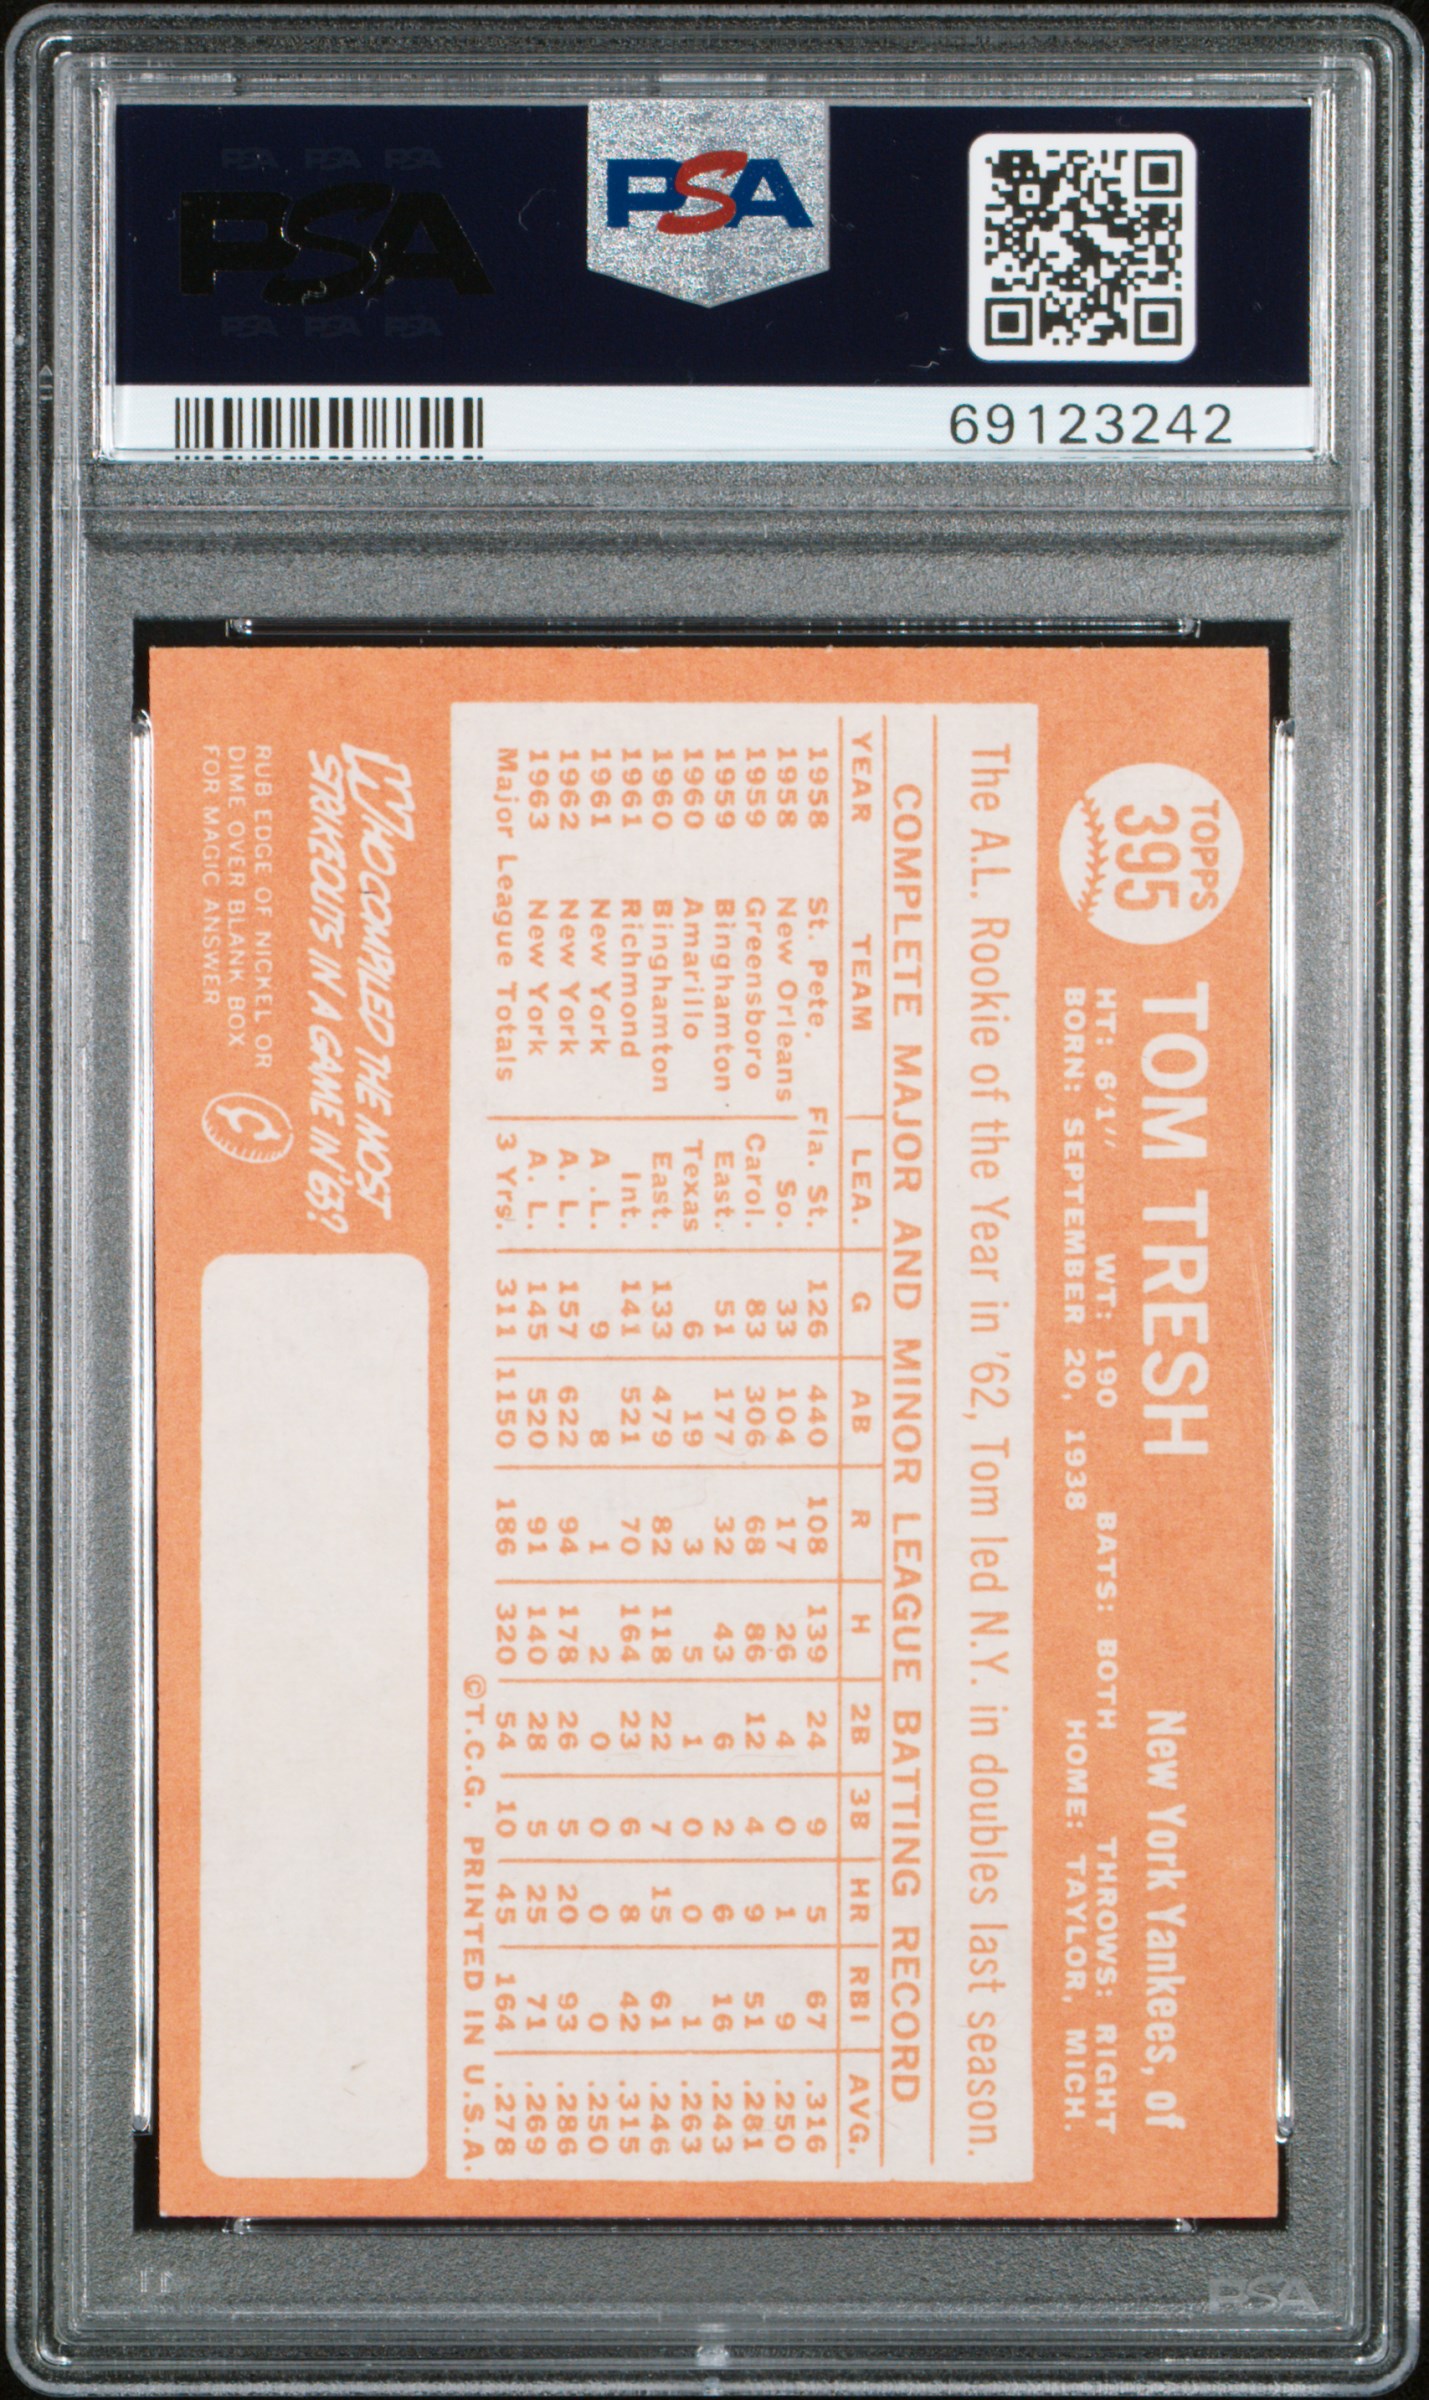 PSA PSA PSA
PSA
PSA PSA PSA
PSA
69123242
TOPPS
395
TOM TRESH New York Yankees, of
HT: 6'1" WT: 190 BATS: BOTH THROWS: RIGHT
BORN: SEPTEMBER 20, 1938 HOME: TAYLOR, MICH.
The A.L. Rookie of the Year in '62, Tom led N.Y. in doubles last season.
COMPLETE MAJOR AND MINOR LEAGUE BATTING RECORD
YEAR TEAM LEA. G AB R H 2B 3B HR RBI AVG.
1958 St. Pete. Fla. St. 126 440 108 139 24 9 5 67 .316
1958 New Orleans So. 33 104 17 26 4 0 1 9 .250
1959 Greensboro Carol. 83 306 68 86 12 4 9 51 .281
1959 Binghamton East. 51 177 32 43 6 2 6 16 .243
1960 Amarillo Texas 6 19 3 5 1 0 0 1 .263
1960 Binghamton East. 133 479 82 118 22 7 15 61 .246
1961 Richmond Int. 141 521 70 164 23 6 8 42 .315
1961 New York A.L. 9 8 1 2 0 0 0 0 .250
1962 New York A. L. 157 622 94 178 26 5 20 93 .286
1963 New York A. L. 145 520 91 140 28 5 25 71 .269
Major League Totals 3 Yrs. 311 1150 186 320 54 10 45 164 .278
©T.C.G. PRINTED IN U.S.A.
WHO COMPILED THE MOST
STRIKEOUTS IN A GAME IN '63?
RUB EDGE OF NICKEL OR
DIME OVER BLANK BOX
FOR MAGIC ANSWER
PSA